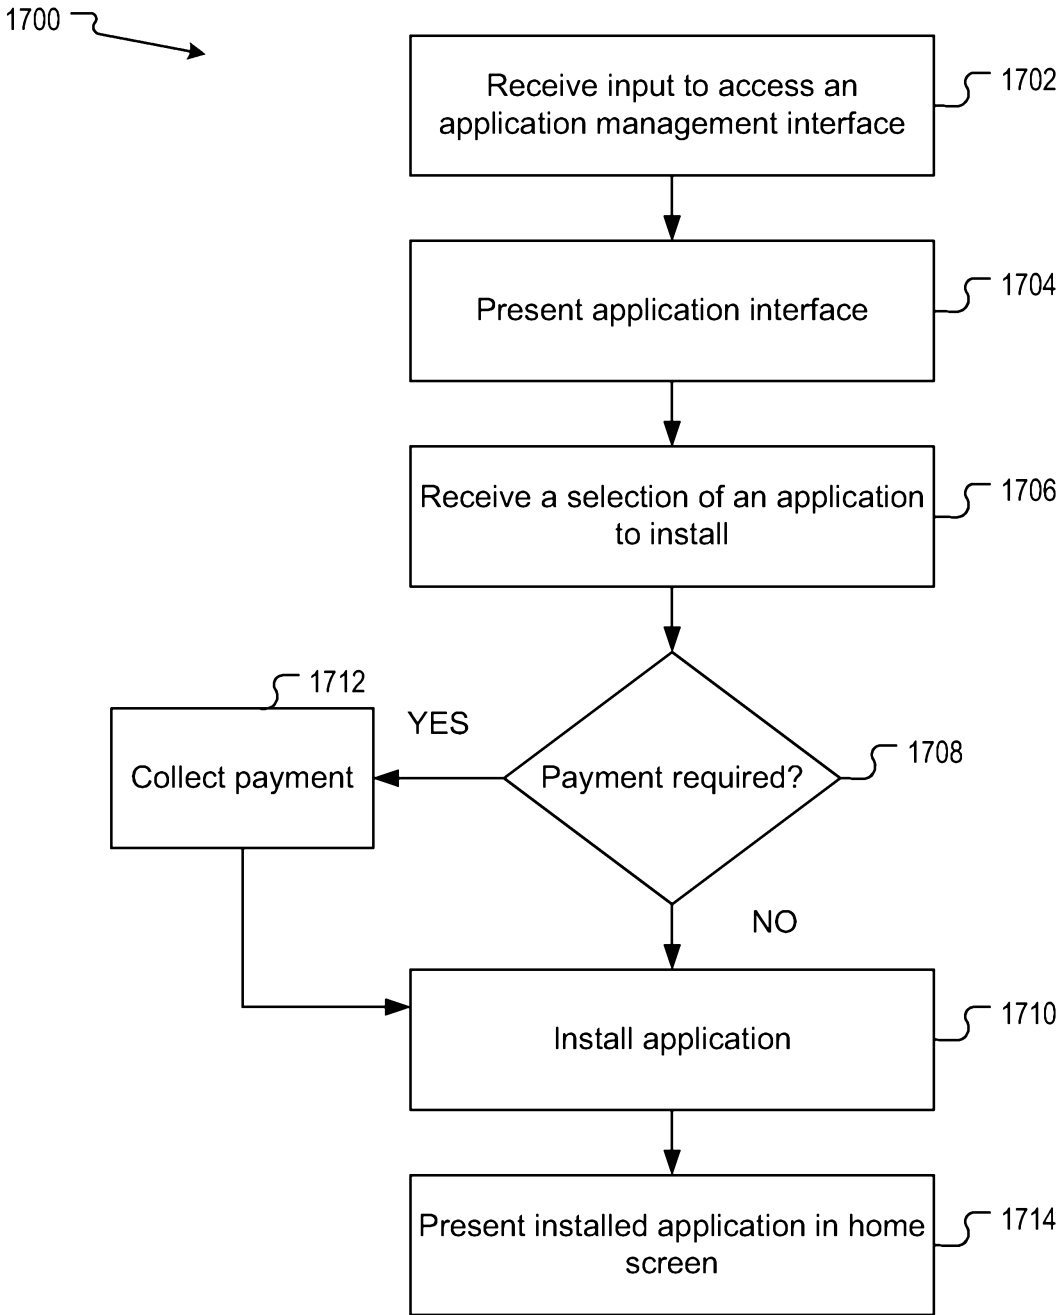 1700
Receive input to access an
application management interface
1702
Present application interface
1704
Receive a selection of an application
to install
1706
1712
YES
Collect payment
Payment required?
1708
NO
Install application
1710
Present installed application in home
screen
1714